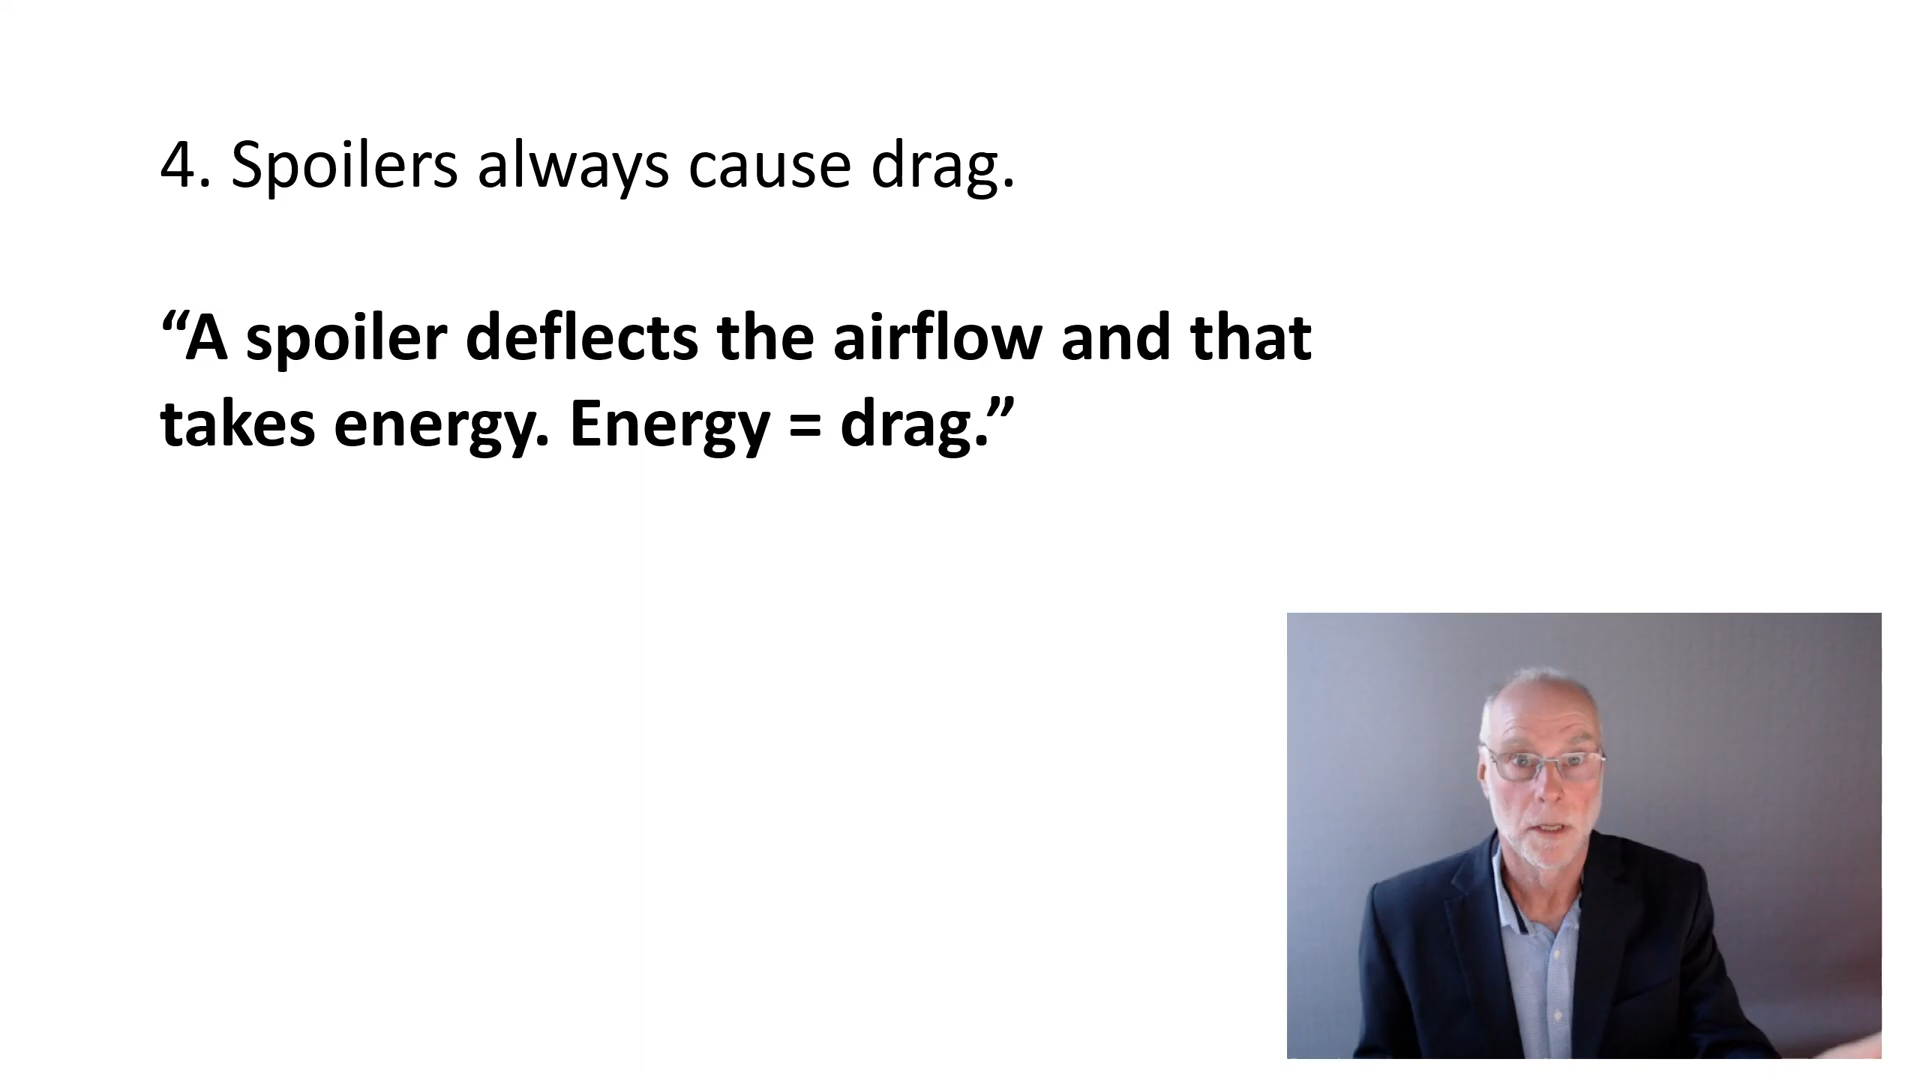 4. Spoilers always cause drag.
“A spoiler deflects the airflow and that
takes energy. Energy = drag.”